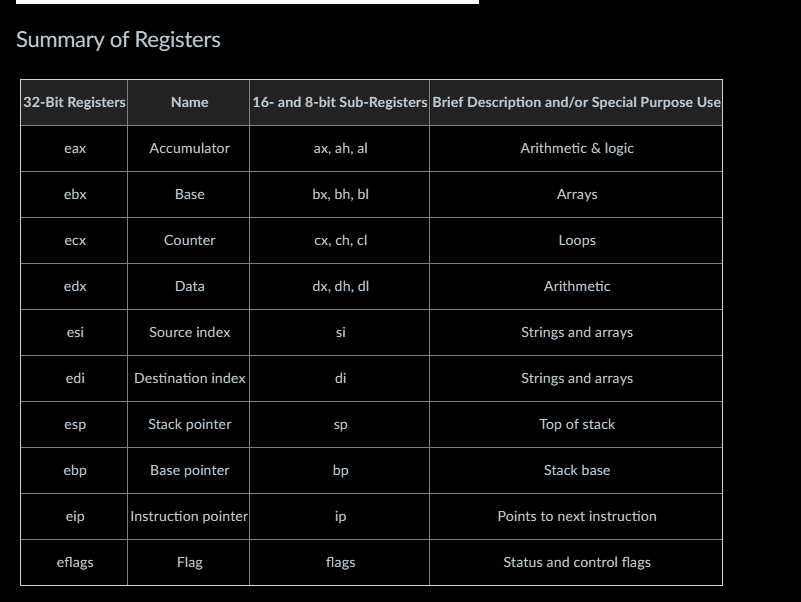 Summary of Registers
32-Bit Registers Name 16- and 8-bit Sub-Registers Brief Description and/or Special Purpose Use
eax Accumulator ax, ah, al Arithmetic & logic
ebx Base bx, bh, bl Arrays
ecx Counter cx, ch, cl Loops
edx Data dx, dh, dl Arithmetic
esi Source index si Strings and arrays
edi Destination index di Strings and arrays
esp Stack pointer sp Top of stack
ebp Base pointer bp Stack base
eip Instruction pointer ip Points to next instruction
eflags Flag flags Status and control flags